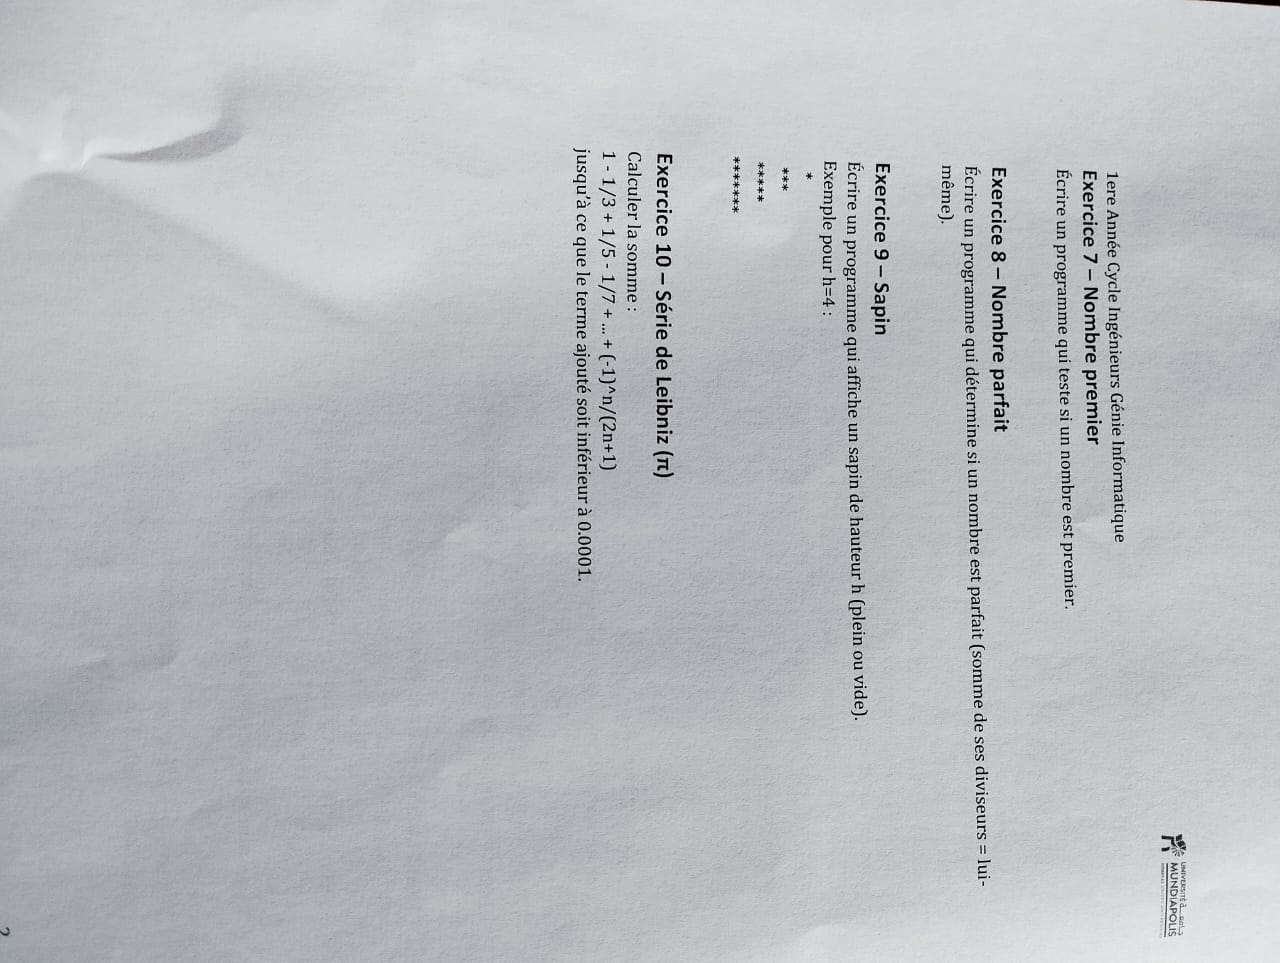 UNIVERSITÉ
MUNDIAPOLIS
1ere Année Cycle Ingénieurs Génie Informatique
Exercice 7 – Nombre premier
Écrire un programme qui teste si un nombre est premier.
Exercice 8 – Nombre parfait
Écrire un programme qui détermine si un nombre est parfait (somme de ses diviseurs = lui-
même).
Exercice 9 – Sapin
Écrire un programme qui affiche un sapin de hauteur h (plein ou vide).
Exemple pour h=4 :
*
***
*****
*******
Exercice 10 – Série de Leibniz (π)
Calculer la somme :
1 - 1/3 + 1/5 - 1/7 + ... + (-1)^n/(2n+1)
jusqu'à ce que le terme ajouté soit inférieur à 0.0001.
2